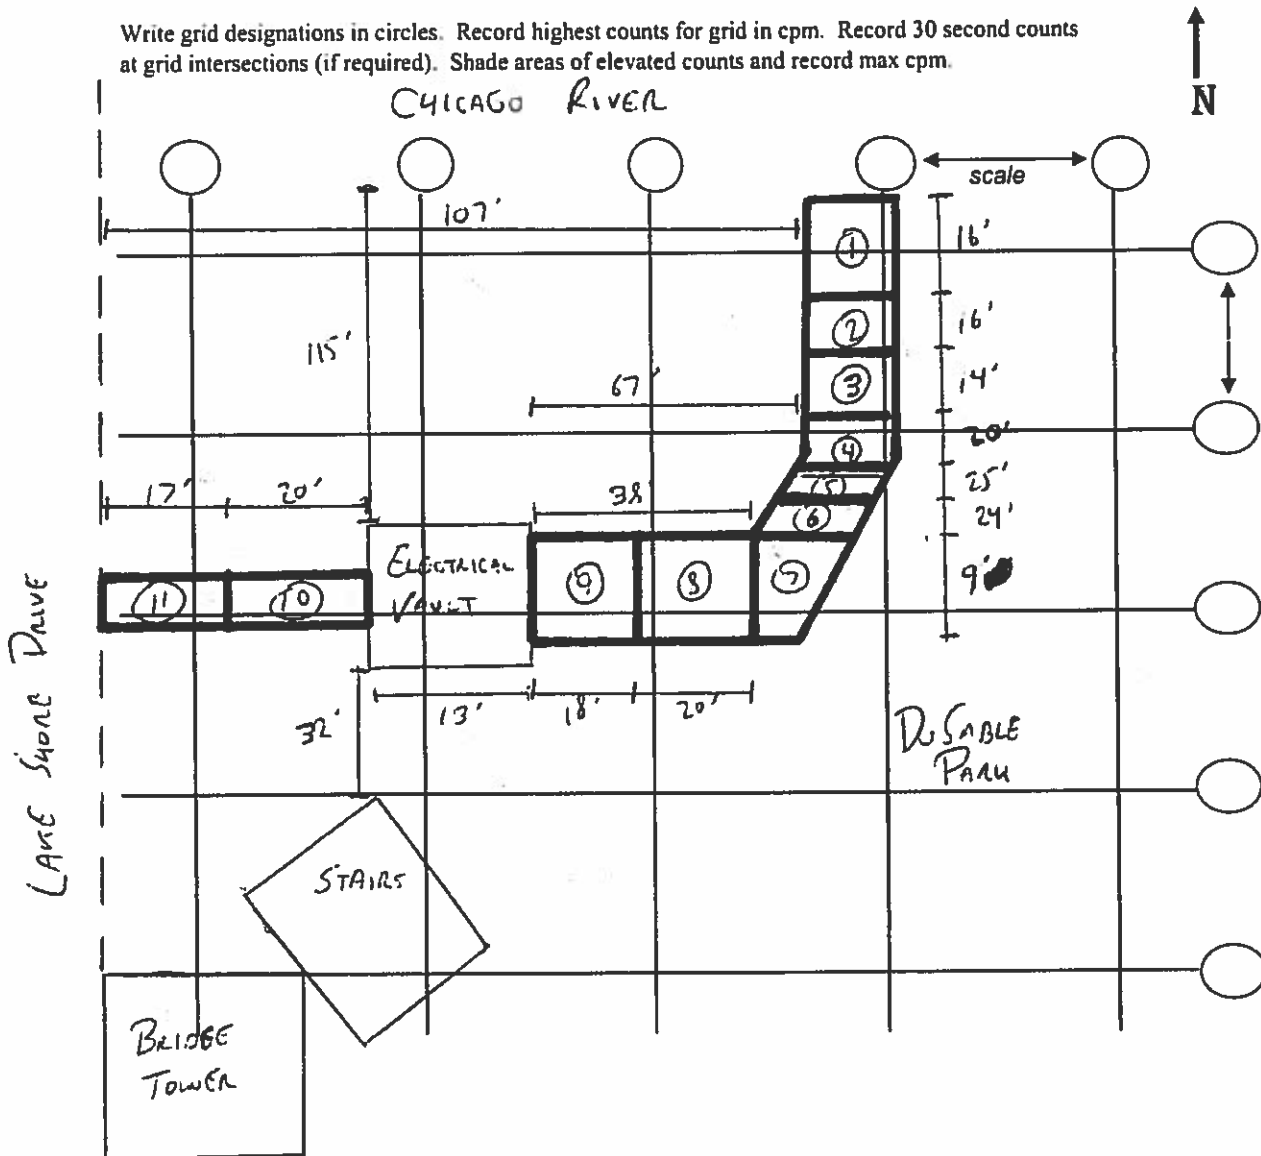 Write grid designations in circles. Record highest counts for grid in cpm. Record 30 second counts
at grid intersections (if required). Shade areas of elevated counts and record max cpm.
N
CHICAGO RIVER
scale
107'
1
16'
115'
2
16'
67'
3
14'
4
20'
17' 20'
38'
5
25'
6
24'
ELECTRICAL
VAULT
11 10
9 8 7
9'
LAKE SHORE DRIVE
32'
13' 18' 20'
DUSABLE
PARK
STAIRS
BRIDGE
TOWER